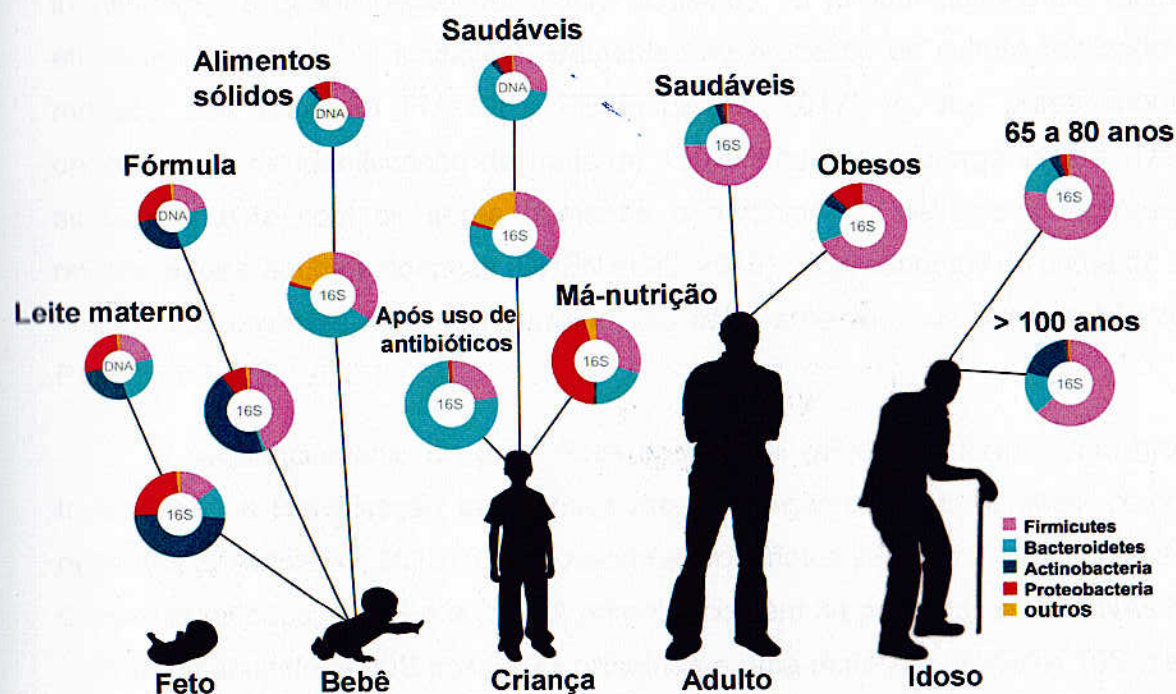 Saudáveis
DNA
16S
Alimentos
sólidos
DNA
16S
Fórmula
DNA
16S
Leite materno
DNA
16S
Após uso de
antibióticos
16S
Má-nutrição
16S
Saudáveis
16S
Obesos
16S
65 a 80 anos
16S
> 100 anos
16S
Firmicutes
Bacteroidetes
Actinobacteria
Proteobacteria
outros
Feto
Bebê
Criança
Adulto
Idoso